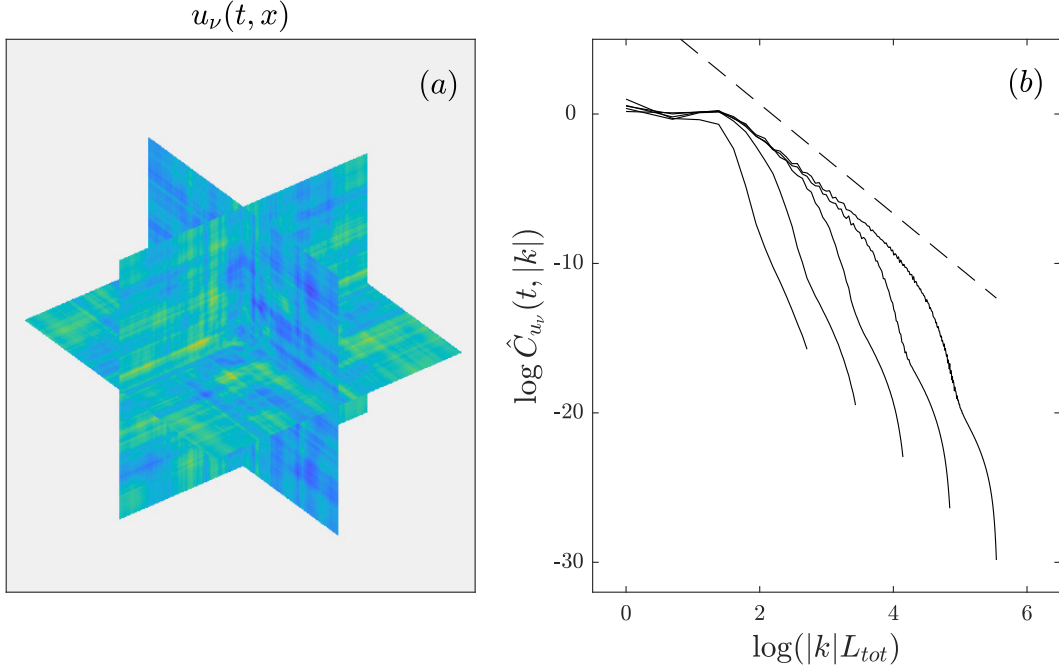 u_ν(t, x)
(a)
(b)
0
-10
-20
-30
log Ĉ_{u_ν}(t, |k|)
0 2 4 6
log(|k|L_{tot})